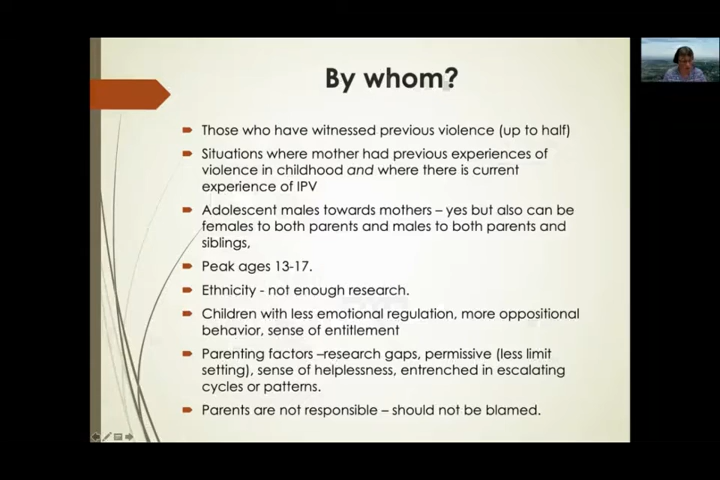 By whom?
Those who have witnessed previous violence (up to half)
Situations where mother had previous experiences of
violence in childhood and where there is current
experience of IPV
Adolescent males towards mothers – yes but also can be
females to both parents and males to both parents and
siblings,
Peak ages 13-17.
Ethnicity - not enough research.
Children with less emotional regulation, more oppositional
behavior, sense of entitlement
Parenting factors –research gaps, permissive (less limit
setting), sense of helplessness, entrenched in escalating
cycles or patterns.
Parents are not responsible – should not be blamed.